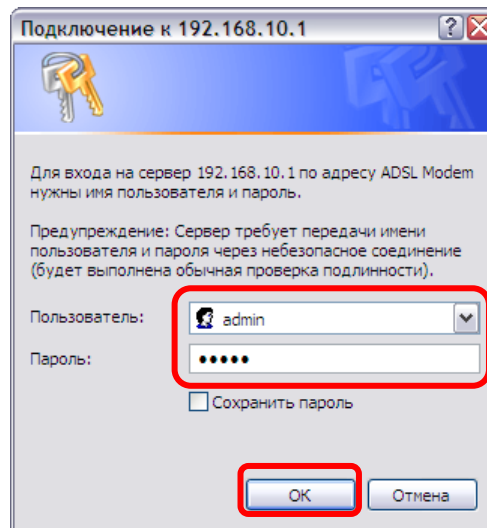 Подключение к 192.168.10.1
Для входа на сервер 192.168.10.1 по адресу ADSL Modem
нужны имя пользователя и пароль.
Предупреждение: Сервер требует передачи имени
пользователя и пароля через небезопасное соединение
(будет выполнена обычная проверка подлинности).
Пользователь: admin
Пароль: •••••
Сохранить пароль
ОК Отмена